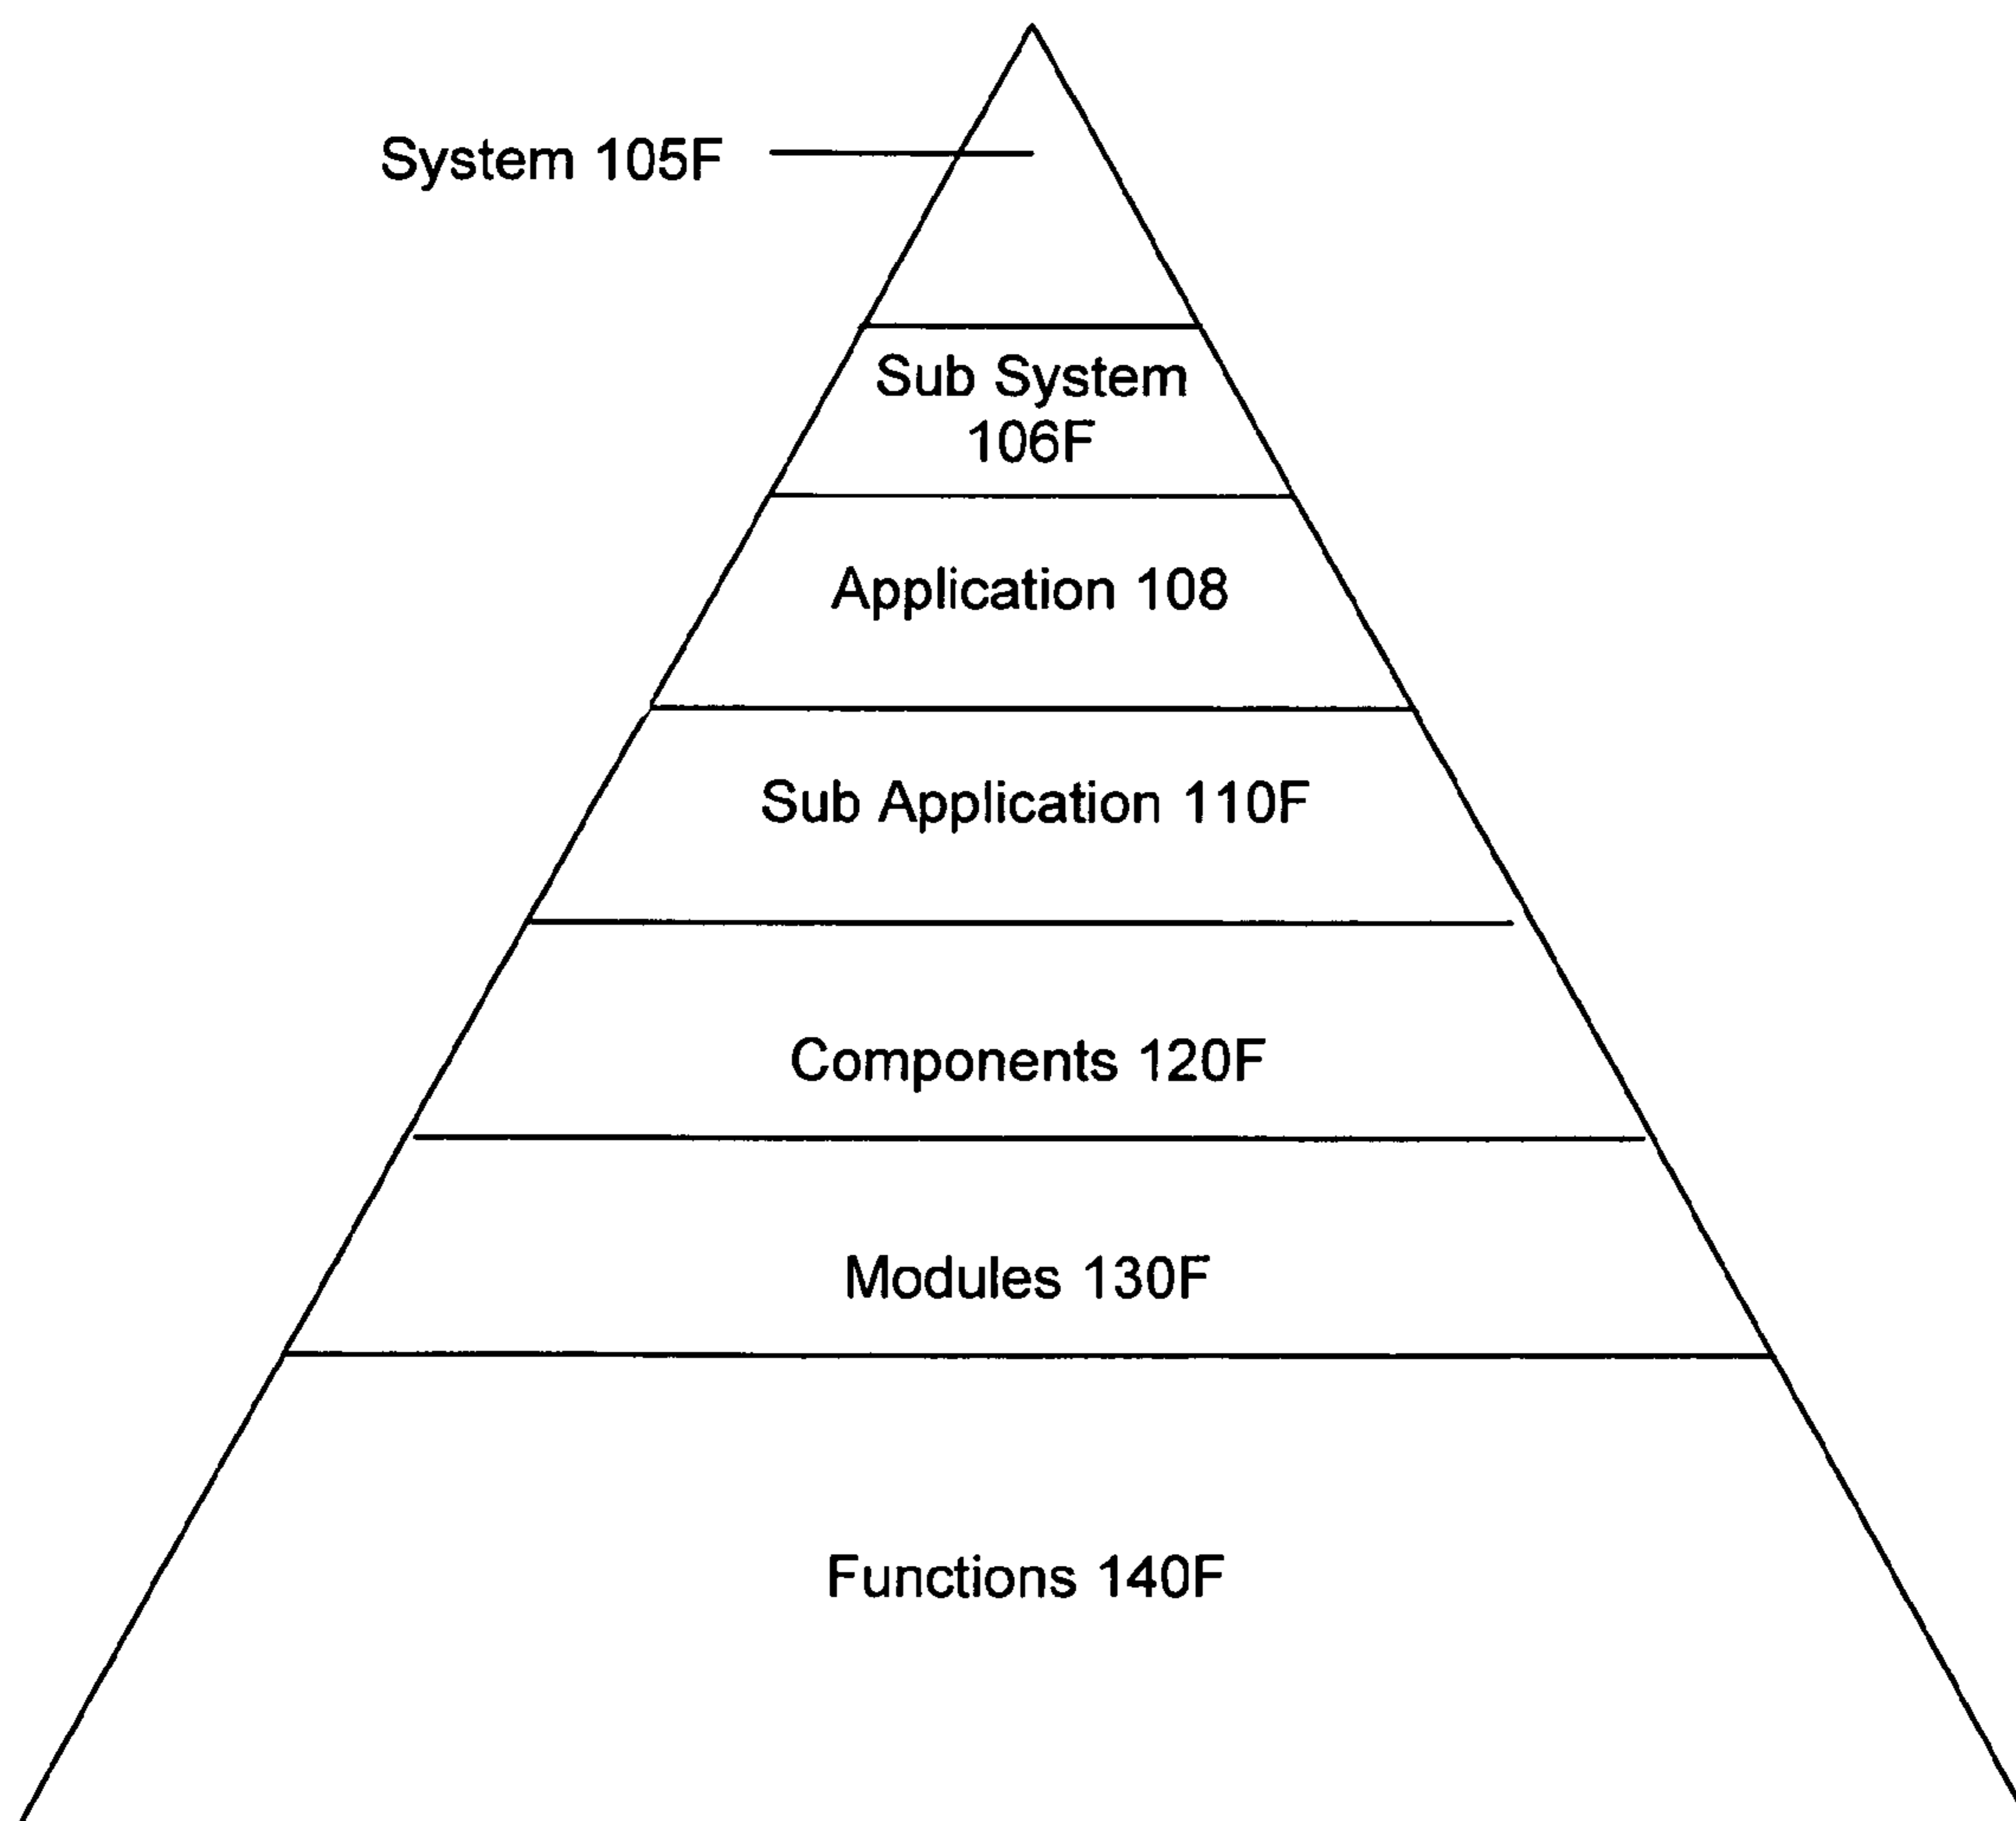 System 105F
Sub System
106F
Application 108
Sub Application 110F
Components 120F
Modules 130F
Functions 140F